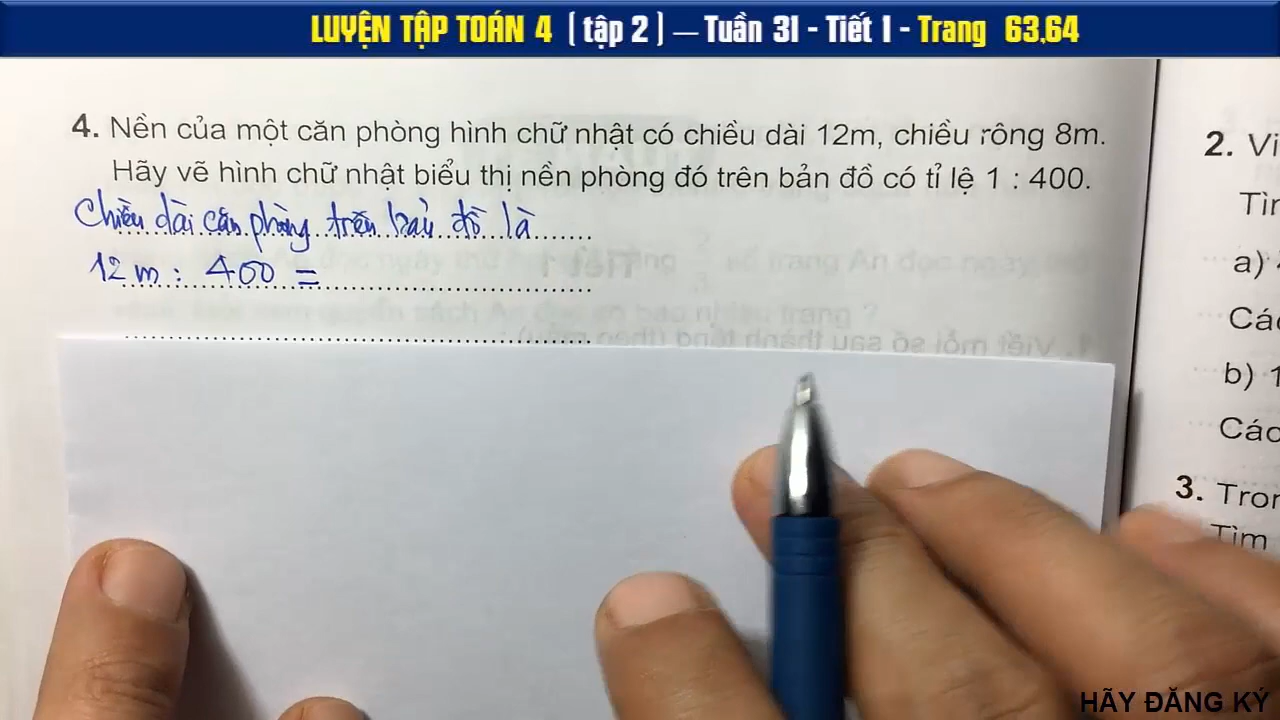 LUYỆN TẬP TOÁN 4 ( tập 2 ) — Tuần 31 - Tiết 1 - Trang 63,64
4. Nền của một căn phòng hình chữ nhật có chiều dài 12m, chiều rông 8m.
Hãy vẽ hình chữ nhật biểu thị nền phòng đó trên bản đồ có tỉ lệ 1 : 400.
Chiều dài căn phòng trên bản đồ là
12 m : 400 =
2. Vi
Tìn
a)
Các
b) 1
Các
3. Tron
Tìm
HÃY ĐĂNG KÝ